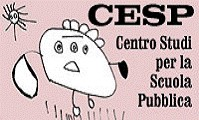 CESP
Centro Studi
per la
Scuola
Pubblica